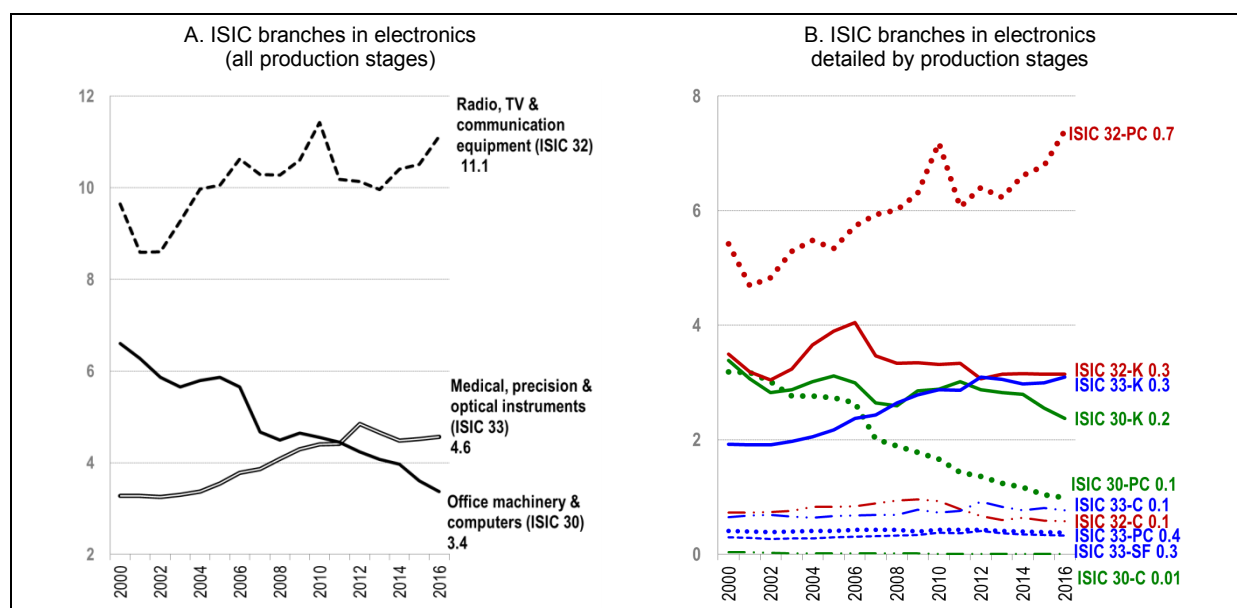 A. ISIC branches in electronics
(all production stages)
12
10
8
6
4
2
Radio, TV &
communication
equipment (ISIC 32)
11.1
Medical, precision &
optical instruments
(ISIC 33)
4.6
Office machinery &
computers (ISIC 30)
3.4
2000
2002
2004
2006
2008
2010
2012
2014
2016
B. ISIC branches in electronics
detailed by production stages
8
6
4
2
0
ISIC 32-PC 0.7
ISIC 32-K 0.3
ISIC 33-K 0.3
ISIC 30-K 0.2
ISIC 30-PC 0.1
ISIC 33-C 0.1
ISIC 32-C 0.1
ISIC 33-PC 0.4
ISIC 33-SF 0.3
ISIC 30-C 0.01
2000
2002
2004
2006
2008
2010
2012
2014
2016